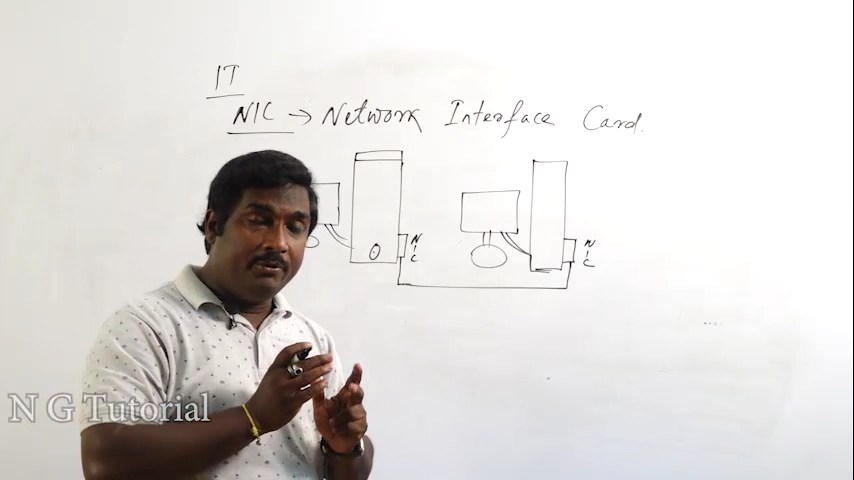 IT
NIC → Network Interface Card.
N
I
C
N
I
C
N G Tutorial